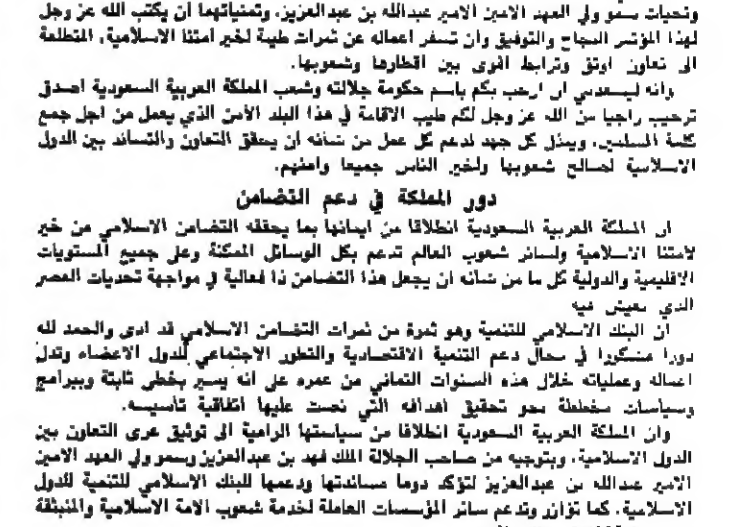 وتحيات سمو ولي العهد الامين الامير عبدالله بن عبدالعزيز، وتمنياتهما أن يكتب الله عز وجل
لهذا المؤتمر النجاح والتوفيق وان تسفر اعماله عن ثمرات طيبة لخير امتنا الاسلامية، المتطلعة
الى تعاون اوثق وترابط اقوى بين اقطارها وشعوبها.
وانه ليسعدني ان ارحب بكم باسم حكومة جلالته وشعب المملكة العربية السعودية اصدق
ترحيب راجيا من الله عز وجل لكم طيب الاقامة في هذا البلد الأمن الذي يعمل من اجل جمع
كلمة المسلمين، ويبذل كل جهد لدعم كل عمل من شأنه أن يحقق التعاون والتساند بين الدول
الاسلامية لصالح شعوبها ولخير الناس جميعا وامنهم.
دور المملكة في دعم التضامن
ان المملكة العربية السعودية انطلاقا من ايمانها بما يحققه التضامن الاسلامي من خير
لامتنا الاسلامية ولسائر شعوب العالم تدعم بكل الوسائل الممكنة وعلى جميع المستويات
الاقليمية والدولية كل ما من شأنه ان يجعل هذا التضامن ذا فعالية في مواجهة تحديات العصر
الذي نعيش فيه
أن البنك الاسلامي للتنمية وهو ثمرة من ثمرات التضامن الاسلامي قد ادى والحمد لله
دورا مشكورا في مجال دعم التنمية الاقتصادية والتطور الاجتماعي للدول الاعضاء وتدل
اعماله وعملياته خلال هذه السنوات الثماني من عمره على انه يسير بخطى ثابتة وببرامج
وسياسات مخططة نحو تحقيق اهدافه التي نصت عليها اتفاقية تأسيسه.
وان المملكة العربية السعودية انطلاقا من سياستها الرامية الى توثيق عرى التعاون بين
الدول الاسلامية، وبتوجيه من صاحب الجلالة الملك فهد بن عبدالعزيز وسمو ولي العهد الامين
الامير عبدالله بن عبدالعزيز لتؤكد دوما مساندتها ودعمها للبنك الاسلامي للتنمية للدول
الاسلامية، كما تؤازر وتدعم سائر المؤسسات العاملة لخدمة شعوب الامة الاسلامية والمنبثقة